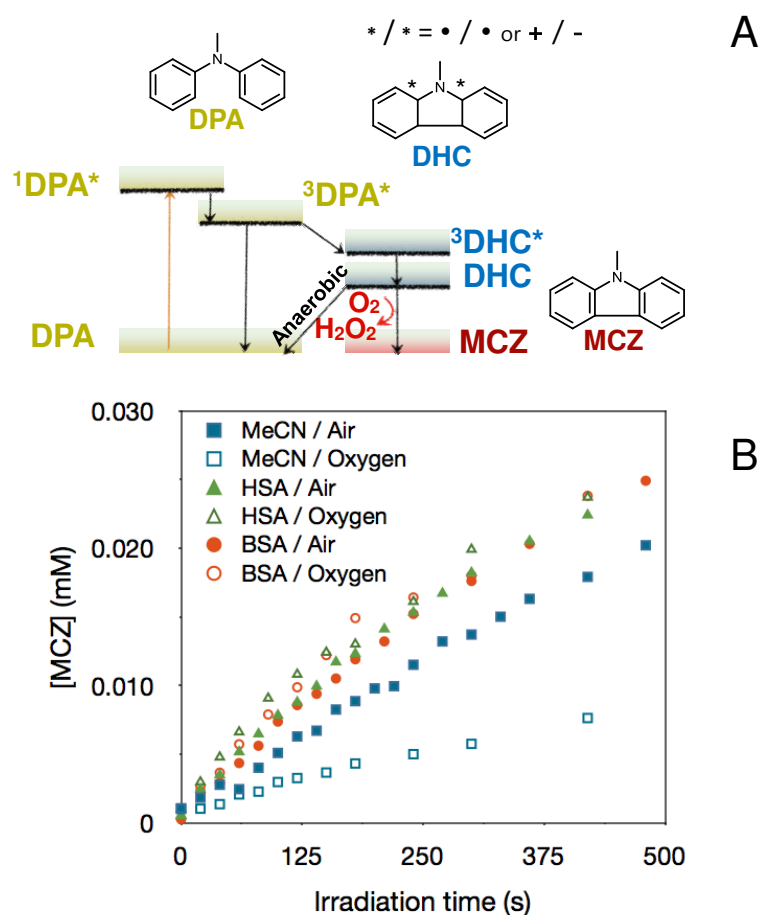 A
* / * = • / • or + / -
N
DPA
* N *
DHC
¹DPA*
³DPA*
³DHC*
DHC
Anaerobic
O₂
H₂O₂
N
DPA
MCZ
MCZ
B
0.030
0.020
0.010
0
[MCZ] (mM)
MeCN / Air
MeCN / Oxygen
HSA / Air
HSA / Oxygen
BSA / Air
BSA / Oxygen
0
125
250
375
500
Irradiation time (s)